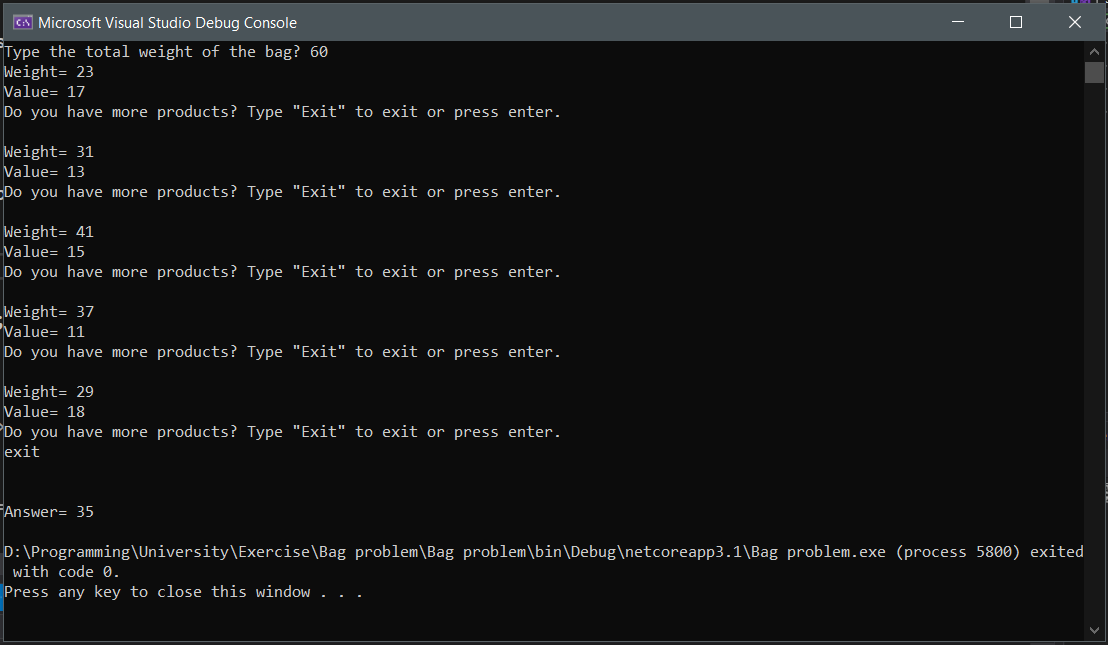 Microsoft Visual Studio Debug Console
Type the total weight of the bag? 60
Weight= 23
Value= 17
Do you have more products? Type "Exit" to exit or press enter.
Weight= 31
Value= 13
Do you have more products? Type "Exit" to exit or press enter.
Weight= 41
Value= 15
Do you have more products? Type "Exit" to exit or press enter.
Weight= 37
Value= 11
Do you have more products? Type "Exit" to exit or press enter.
Weight= 29
Value= 18
Do you have more products? Type "Exit" to exit or press enter.
exit
Answer= 35
D:\Programming\University\Exercise\Bag problem\Bag problem\bin\Debug\netcoreapp3.1\Bag problem.exe (process 5800) exited
with code 0.
Press any key to close this window . . .